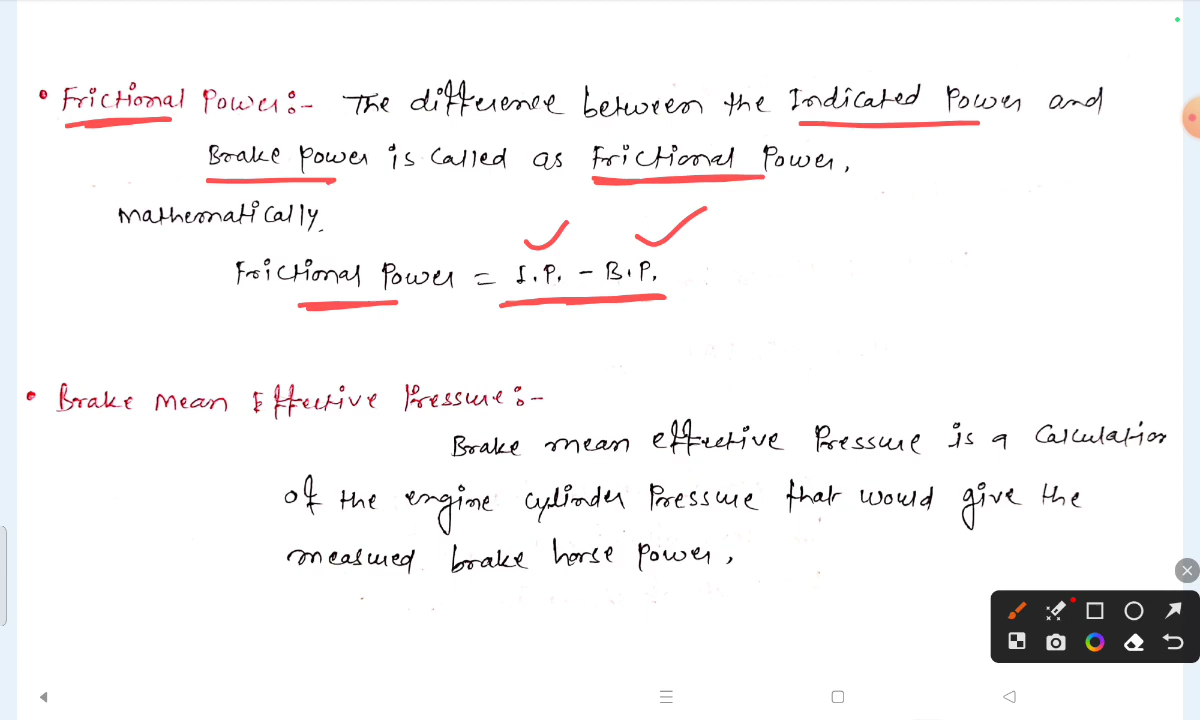 • Frictional Power:- The difference between the Indicated Power and
Brake Power is Called as Frictional Power,
Mathematically.
Frictional Power = I.P. - B.P.
• Brake Mean Effective Pressure:-
Brake mean effective Pressure is a Calculation
of the engine cylinder Pressure that would give the
measured brake horse power,